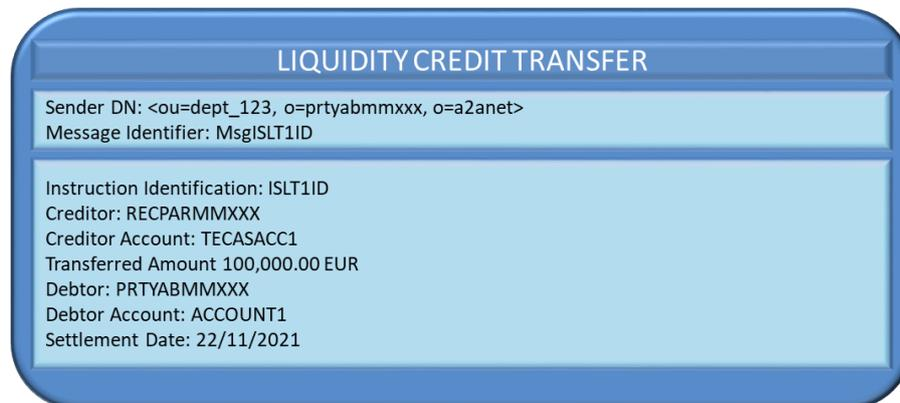 LIQUIDITY CREDIT TRANSFER
Sender DN: <ou=dept_123, o=prtyabmmxxx, o=a2anet>
Message Identifier: MsgISLT1ID
Instruction Identification: ISLT1ID
Creditor: RECPARMMXXX
Creditor Account: TECASACC1
Transferred Amount 100,000.00 EUR
Debtor: PRTYABMMXXX
Debtor Account: ACCOUNT1
Settlement Date: 22/11/2021